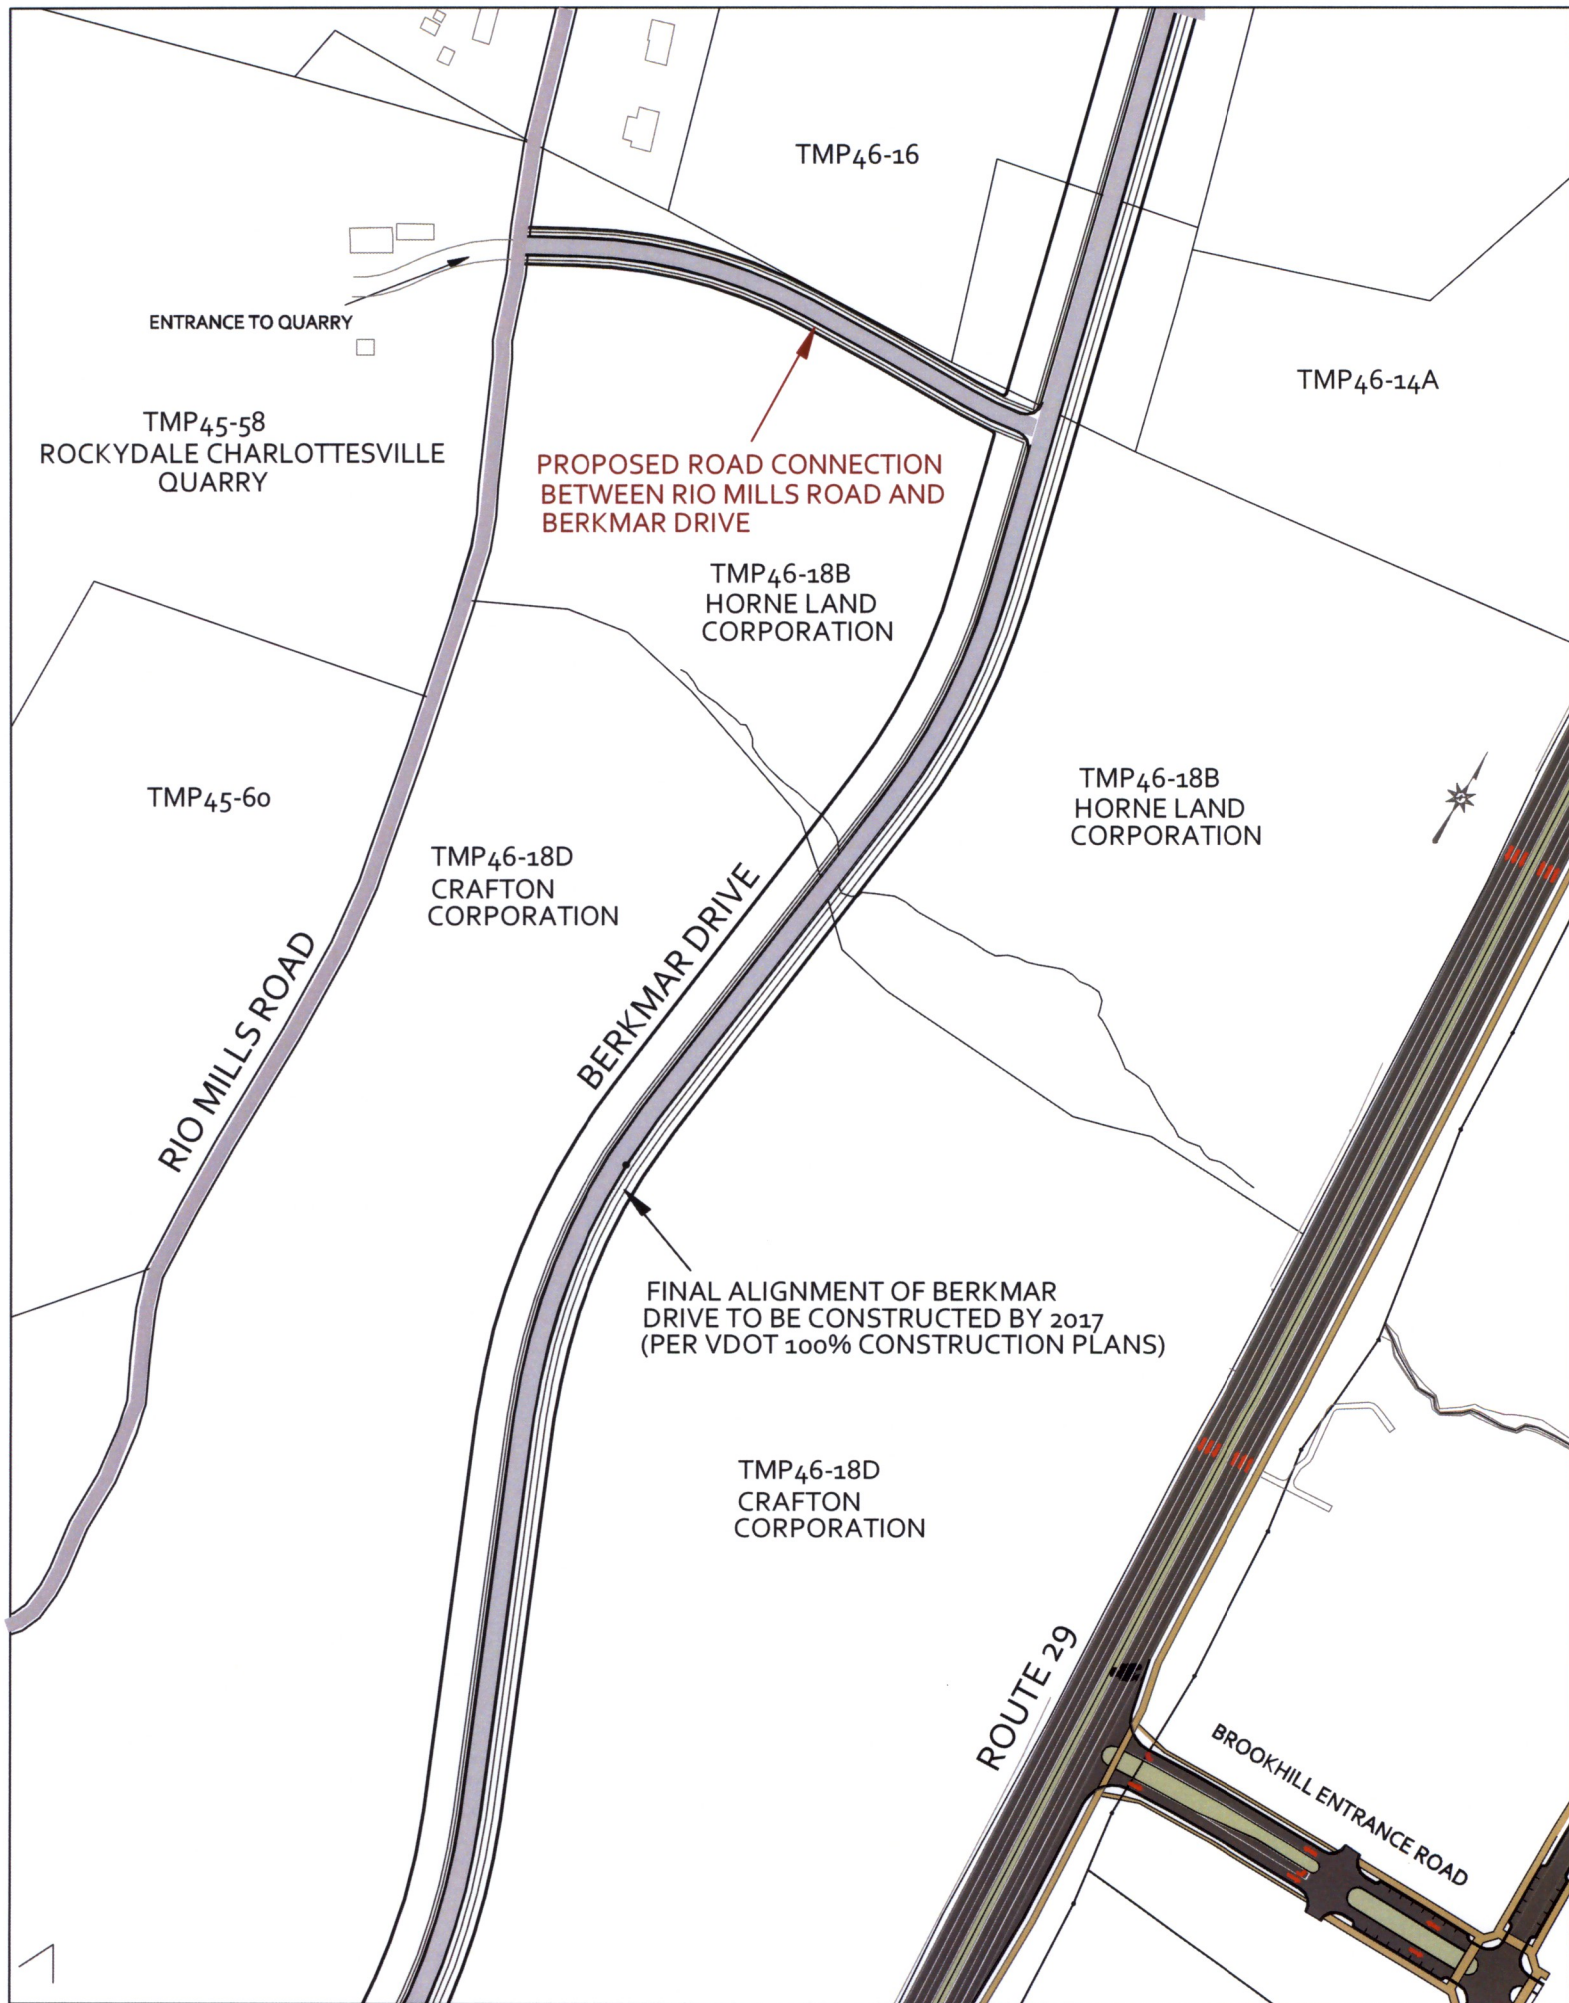 TMP46-16
ENTRANCE TO QUARRY
TMP46-14A
TMP45-58
ROCKYDALE CHARLOTTESVILLE
QUARRY
PROPOSED ROAD CONNECTION
BETWEEN RIO MILLS ROAD AND
BERKMAR DRIVE
TMP46-18B
HORNE LAND
CORPORATION
TMP45-60
TMP46-18B
HORNE LAND
CORPORATION
TMP46-18D
CRAFTON
CORPORATION
BERKMAR DRIVE
RIO MILLS ROAD
FINAL ALIGNMENT OF BERKMAR
DRIVE TO BE CONSTRUCTED BY 2017
(PER VDOT 100% CONSTRUCTION PLANS)
TMP46-18D
CRAFTON
CORPORATION
ROUTE 29
BROOKHILL ENTRANCE ROAD